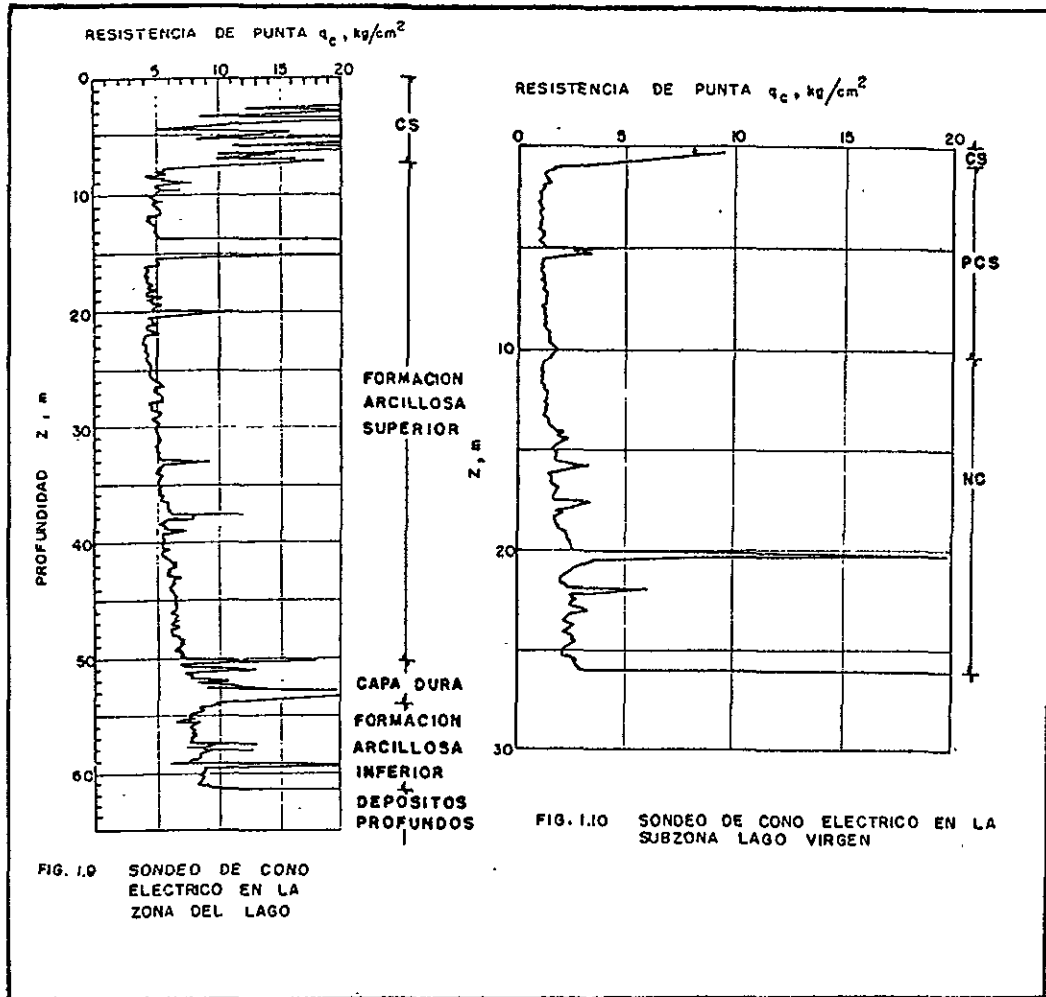 RESISTENCIA DE PUNTA qc, kg/cm²
0 5 10 15 20
10
20
30
40
50
60
PROFUNDIDAD Z, m
CS
FORMACION
ARCILLOSA
SUPERIOR
CAPA DURA
FORMACION
ARCILLOSA
INFERIOR
DEPOSITOS
PROFUNDOS
FIG. 1.9 SONDEO DE CONO
ELECTRICO EN LA
ZONA DEL LAGO
RESISTENCIA DE PUNTA qc, kg/cm²
0 5 10 15 20
10
20
30
Z, m
CS
PCS
NC
FIG. 1.10 SONDEO DE CONO ELECTRICO EN LA
SUBZONA LAGO VIRGEN